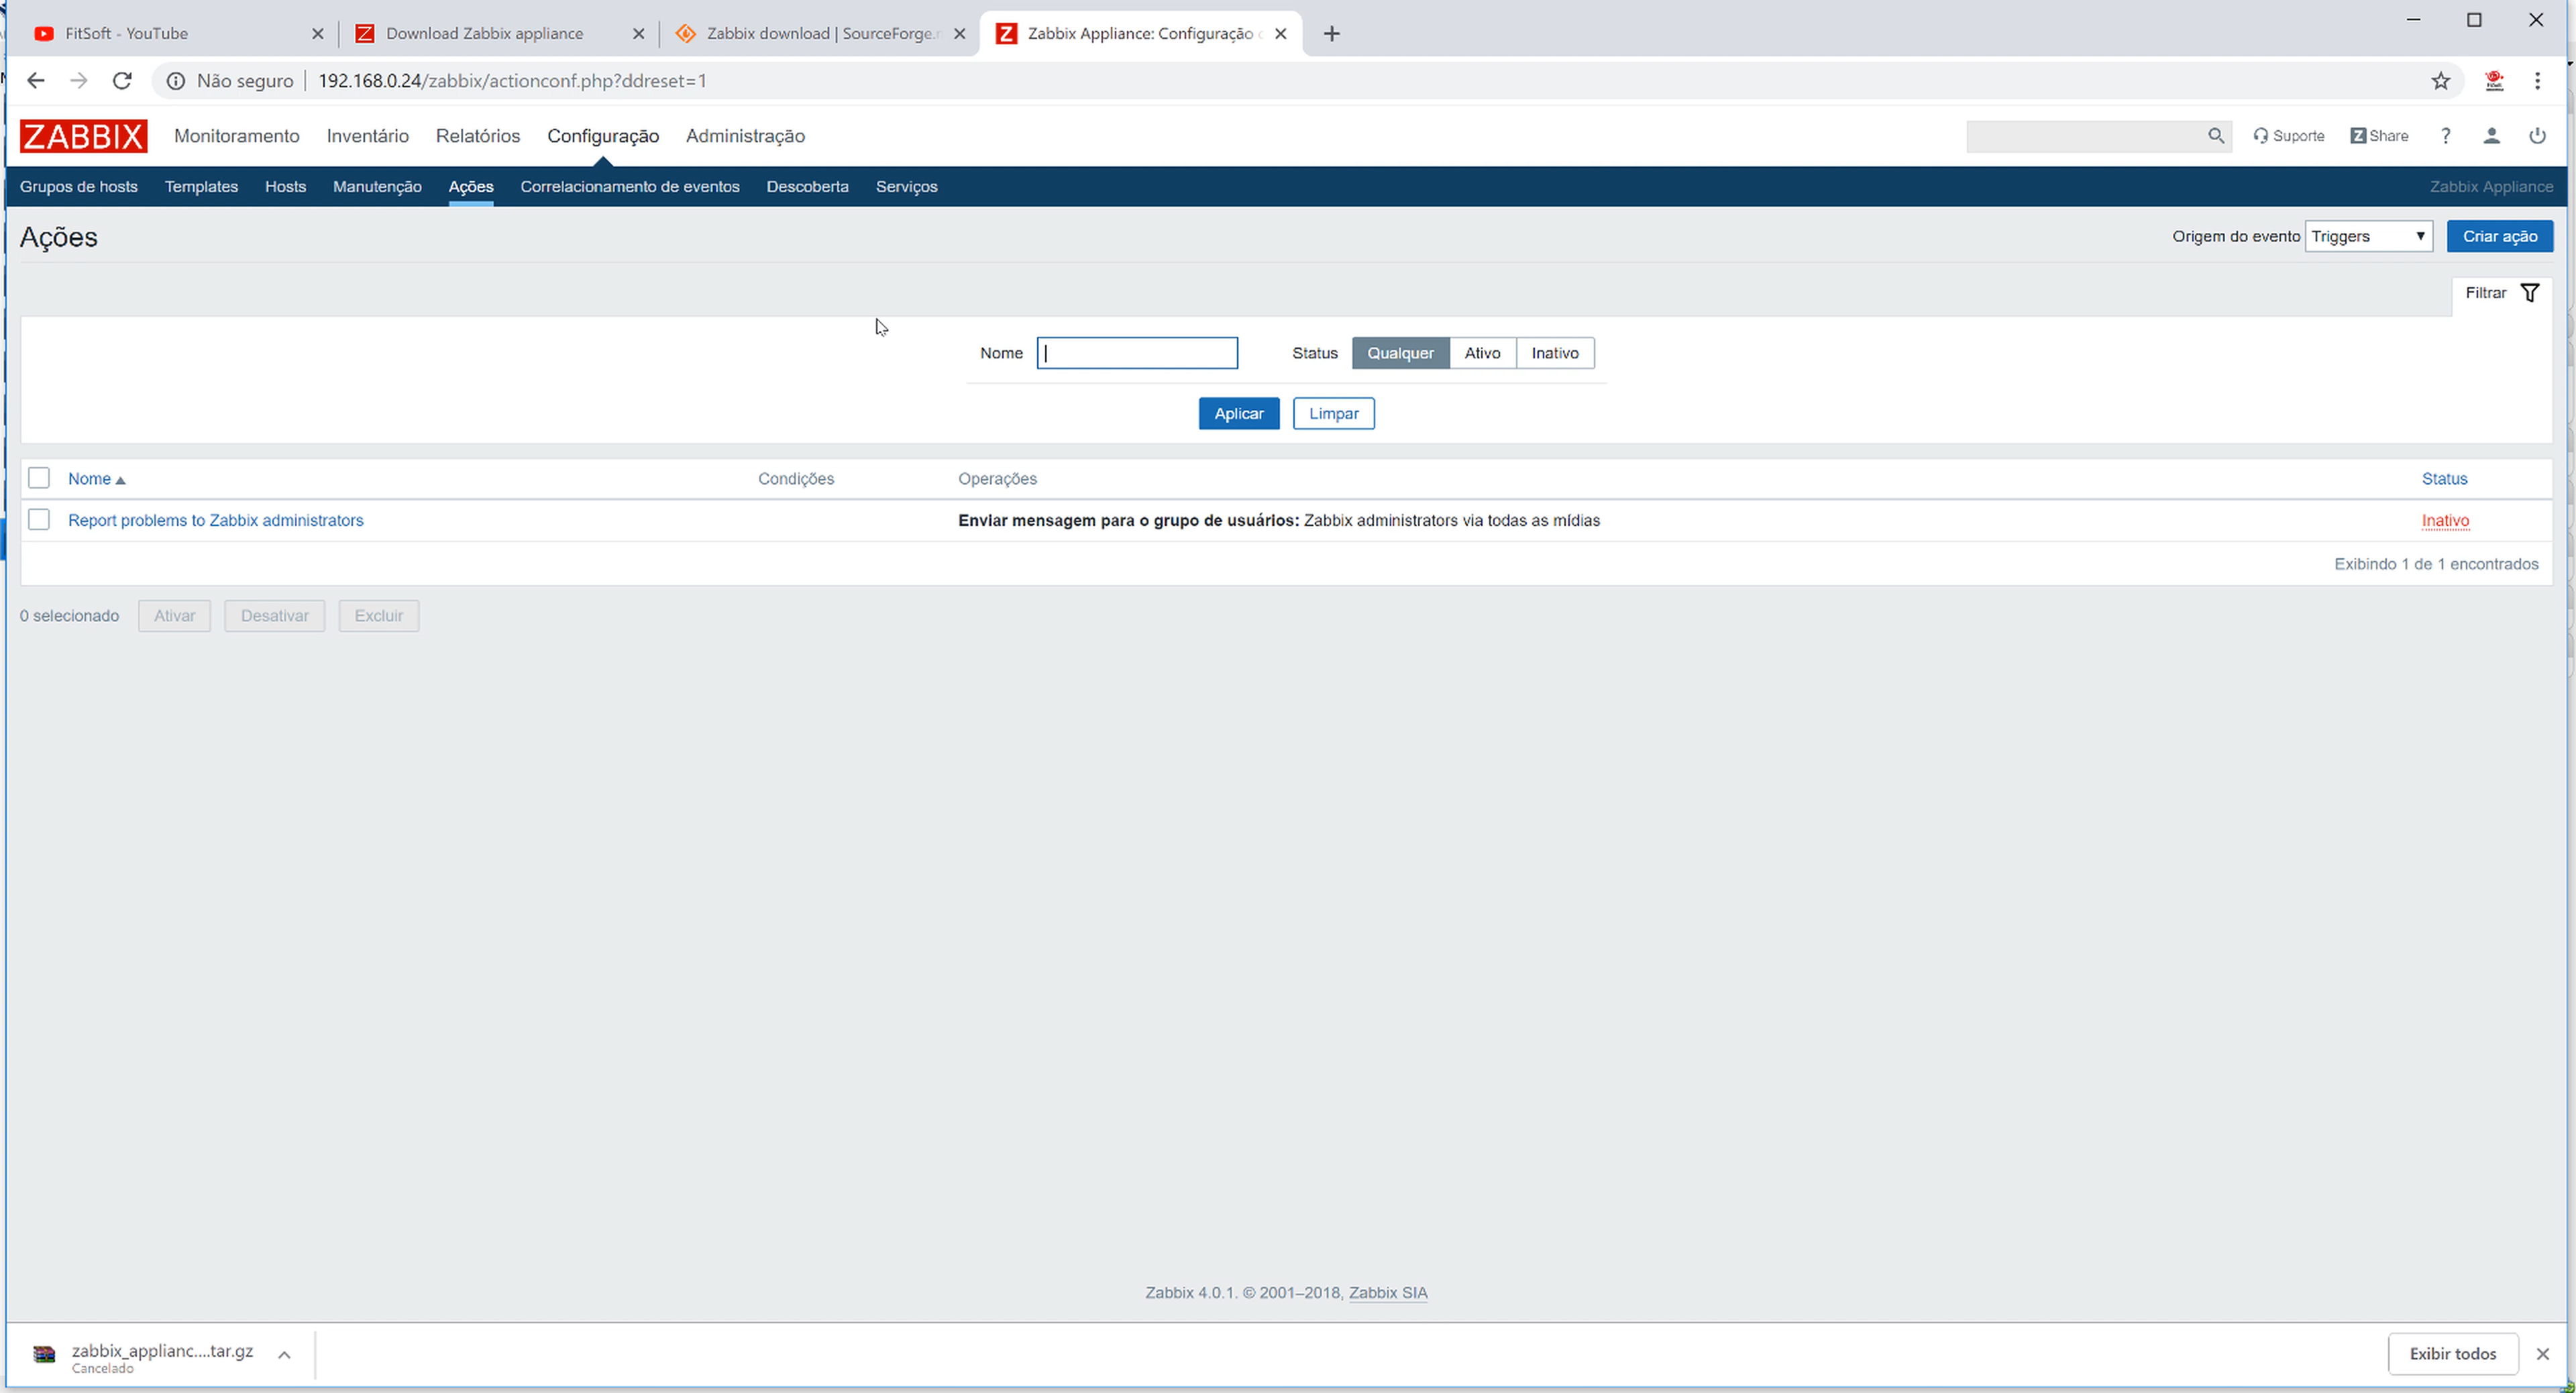 FitSoft - YouTube
Download Zabbix appliance
Zabbix download | SourceForge.
Zabbix Appliance: Configuração
Não seguro
192.168.0.24/zabbix/actionconf.php?ddreset=1
ZABBIX
Monitoramento Inventário Relatórios Configuração Administração
Suporte
Z Share
?
Grupos de hosts Templates Hosts Manutenção Ações Correlacionamento de eventos Descoberta Serviços
Zabbix Appliance
Ações
Origem do evento Triggers Criar ação
Filtrar
Nome Status Qualquer Ativo Inativo
Aplicar Limpar
Nome Condições Operações Status
Report problems to Zabbix administrators Enviar mensagem para o grupo de usuários: Zabbix administrators via todas as mídias Inativo
Exibindo 1 de 1 encontrados
0 selecionado Ativar Desativar Excluir
Zabbix 4.0.1. © 2001–2018, Zabbix SIA
zabbix_applianc....tar.gz
Cancelado
Exibir todos